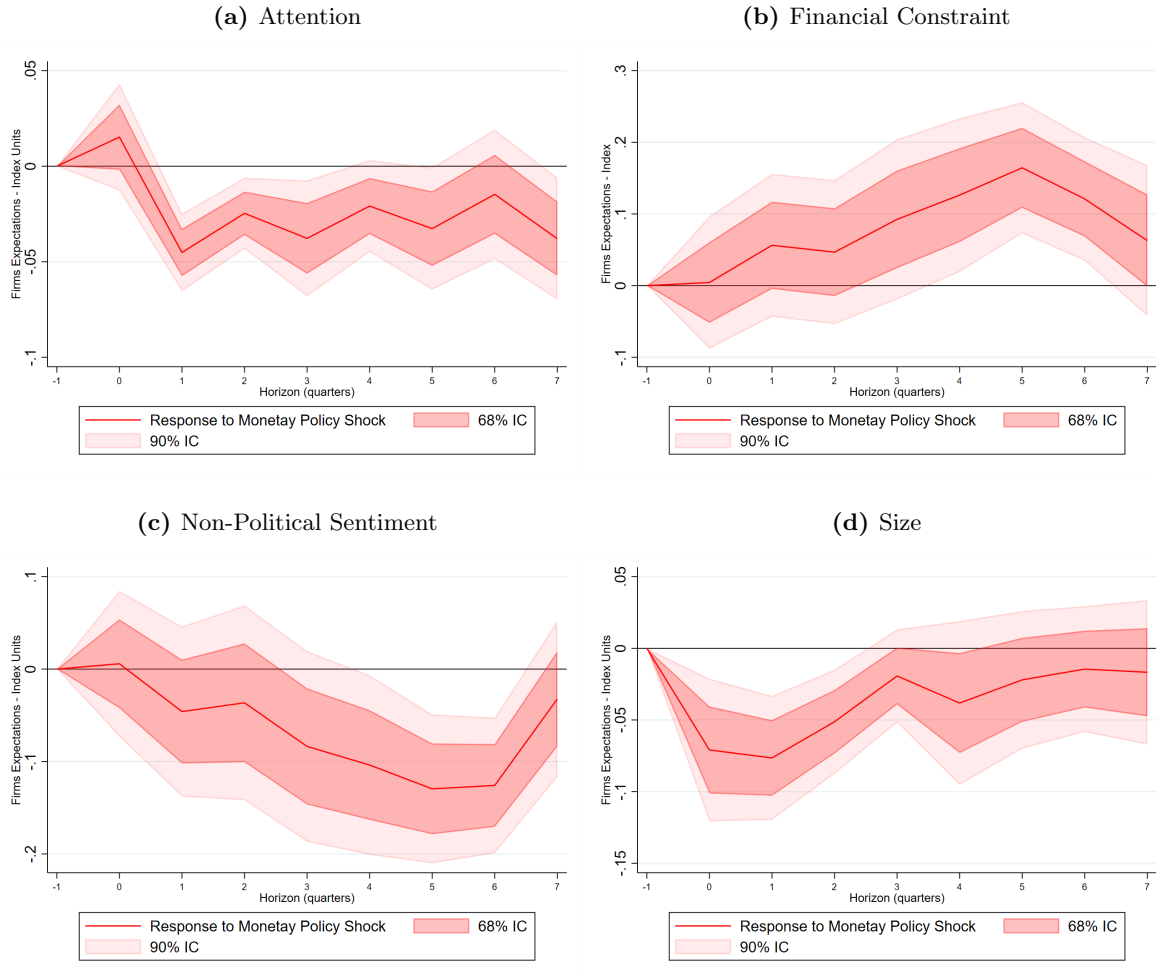 (a) Attention
Firms Expectations - Index Units
.05
0
-.05
-.1
-1 0 1 2 3 4 5 6 7
Horizon (quarters)
Response to Monetay Policy Shock 68% IC
90% IC
(b) Financial Constraint
Firms Expectations - Index
.3
.2
.1
0
-.1
-1 0 1 2 3 4 5 6 7
Horizon (quarters)
Response to Monetay Policy Shock 68% IC
90% IC
(c) Non-Political Sentiment
Firms Expectations - Index Units
.1
0
-.1
-.2
-1 0 1 2 3 4 5 6 7
Horizon (quarters)
Response to Monetay Policy Shock 68% IC
90% IC
(d) Size
Firms Expectations - Index Units
.05
0
-.05
-.1
-.15
-1 0 1 2 3 4 5 6 7
Horizon (quarters)
Response to Monetay Policy Shock 68% IC
90% IC